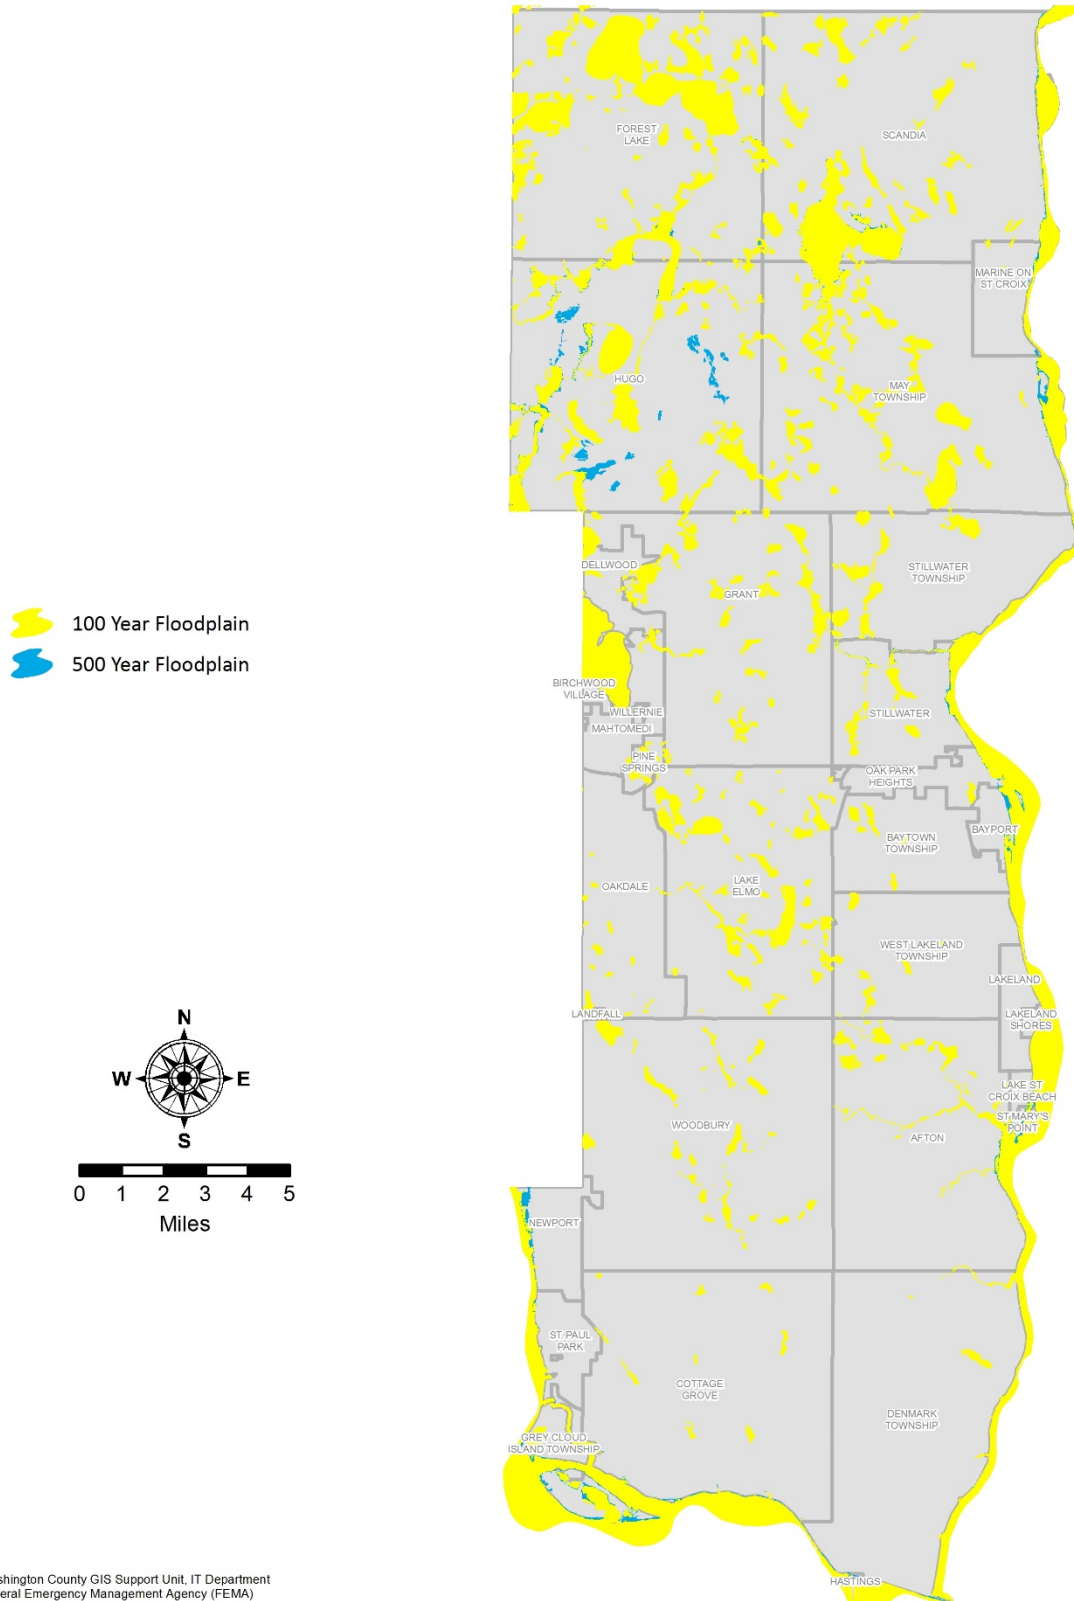 FOREST
LAKE
SCANDIA
MARINE ON
ST CROIX
HUGO
MAY
TOWNSHIP
DELLWOOD
GRANT
STILLWATER
TOWNSHIP
100 Year Floodplain
500 Year Floodplain
BIRCHWOOD
VILLAGE
WILLERNIE
MAHTOMEDI
STILLWATER
PINE
SPRINGS
OAK PARK
HEIGHTS
BAYPORT
BAYTOWN
TOWNSHIP
OAKDALE
LAKE
ELMO
WEST LAKELAND
TOWNSHIP
LAKELAND
LANDFALL
LAKELAND
SHORES
N
W
E
S
LAKE ST
CROIX BEACH
ST MARY'S
POINT
WOODBURY
AFTON
0 1 2 3 4 5
Miles
NEWPORT
ST. PAUL
PARK
COTTAGE
GROVE
DENMARK
TOWNSHIP
GREY CLOUD
ISLAND TOWNSHIP
HASTINGS
shington County GIS Support Unit, IT Department
eral Emergency Management Agency (FEMA)